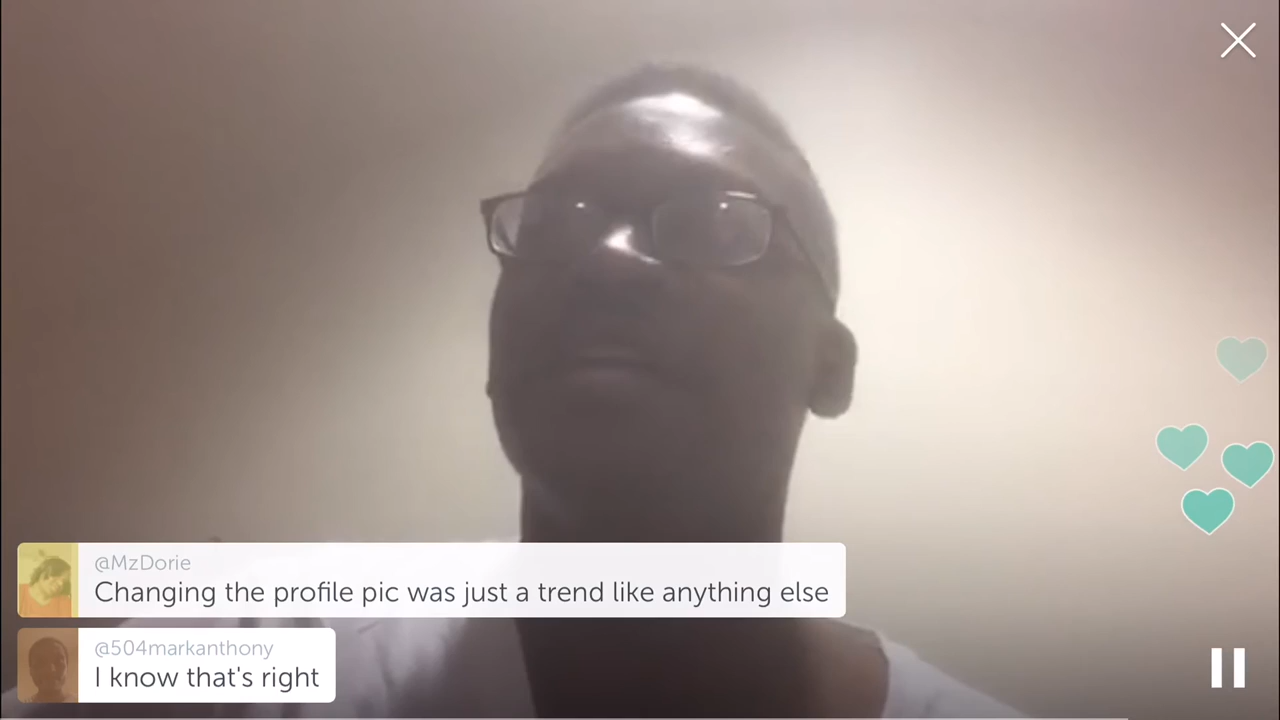 @MzDorie
Changing the profile pic was just a trend like anything else
@504markanthony
I know that's right